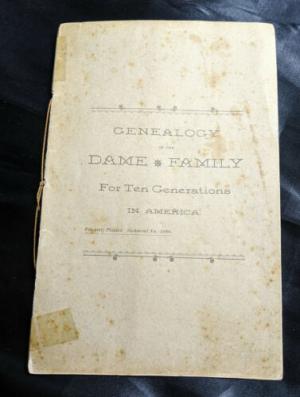 GENEALOGY
OF THE
DAME FAMILY
For Ten Generations
IN AMERICA